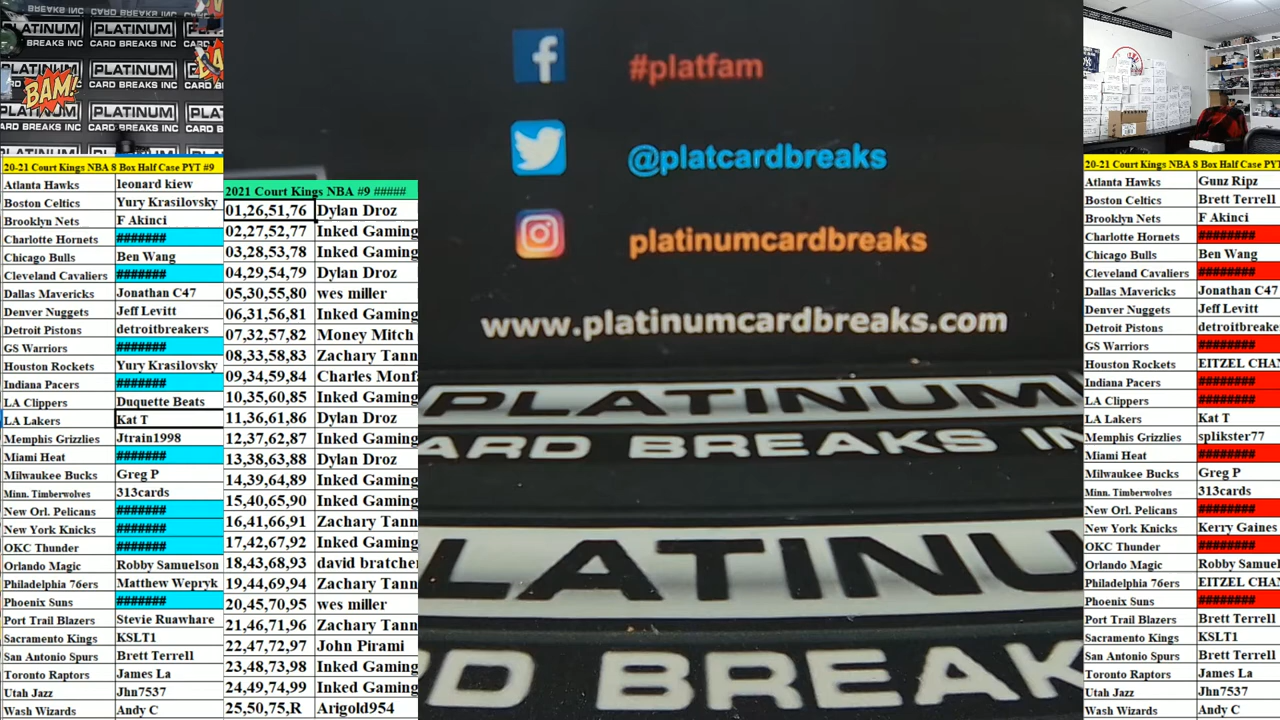 PLATINUM
BREAKS INC
PLATINUM
CARD BREAKS INC
PLATINUM
CARD BREAKS INC
BAM!
20-21 Court Kings NBA 8 Box Half Case PYT #9
Atlanta Hawks leonard kiew
Boston Celtics Yury Krasilovsky
Brooklyn Nets F Akinci
Charlotte Hornets #######
Chicago Bulls Ben Wang
Cleveland Cavaliers #######
Dallas Mavericks Jonathan C47
Denver Nuggets Jeff Levitt
Detroit Pistons detroitbreakers
GS Warriors #######
Houston Rockets Yury Krasilovsky
Indiana Pacers #######
LA Clippers Duquette Beats
LA Lakers Kat T
Memphis Grizzlies Jtrain1998
Miami Heat #######
Milwaukee Bucks Greg P
Minn. Timberwolves 313cards
New Orl. Pelicans #######
New York Knicks #######
OKC Thunder #######
Orlando Magic Robby Samuelson
Philadelphia 76ers Matthew Wepryk
Phoenix Suns #######
Port Trail Blazers Stevie Ruawhare
Sacramento Kings KSLT1
San Antonio Spurs Brett Terrell
Toronto Raptors James La
Utah Jazz Jhn7537
Wash Wizards Andy C
2021 Court Kings NBA #9 #####
01,26,51,76 Dylan Droz
02,27,52,77 Inked Gaming
03,28,53,78 Inked Gaming
04,29,54,79 Dylan Droz
05,30,55,80 wes miller
06,31,56,81 Inked Gaming
07,32,57,82 Money Mitch
08,33,58,83 Zachary Tann
09,34,59,84 Charles Monf
10,35,60,85 Inked Gaming
11,36,61,86 Dylan Droz
12,37,62,87 Inked Gaming
13,38,63,88 Dylan Droz
14,39,64,89 Inked Gaming
15,40,65,90 Inked Gaming
16,41,66,91 Zachary Tann
17,42,67,92 Inked Gaming
18,43,68,93 david bratche
19,44,69,94 Zachary Tann
20,45,70,95 wes miller
21,46,71,96 Zachary Tann
22,47,72,97 John Pirami
23,48,73,98 Inked Gaming
24,49,74,99 Inked Gaming
25,50,75,R Arigold954
#platfam
@platcardbreaks
platinumcardbreaks
www.platinumcardbreaks.com
PLATINUM
ARD BREAKS IN
LATINU
D BREAK
20-21 Court Kings NBA 8 Box Half Case PYT
Atlanta Hawks Gunz Ripz
Boston Celtics Brett Terrell
Brooklyn Nets F Akinci
Charlotte Hornets ########
Chicago Bulls Ben Wang
Cleveland Cavaliers ########
Dallas Mavericks Jonathan C47
Denver Nuggets Jeff Levitt
Detroit Pistons detroitbreake
GS Warriors ########
Houston Rockets EITZEL CHA
Indiana Pacers ########
LA Clippers ########
LA Lakers Kat T
Memphis Grizzlies splikster77
Miami Heat ########
Milwaukee Bucks Greg P
Minn. Timberwolves 313cards
New Orl. Pelicans ########
New York Knicks Kerry Gaines
OKC Thunder ########
Orlando Magic Robby Samuel
Philadelphia 76ers EITZEL CHA
Phoenix Suns ########
Port Trail Blazers Brett Terrell
Sacramento Kings KSLT1
San Antonio Spurs Brett Terrell
Toronto Raptors James La
Utah Jazz Jhn7537
Wash Wizards Andy C